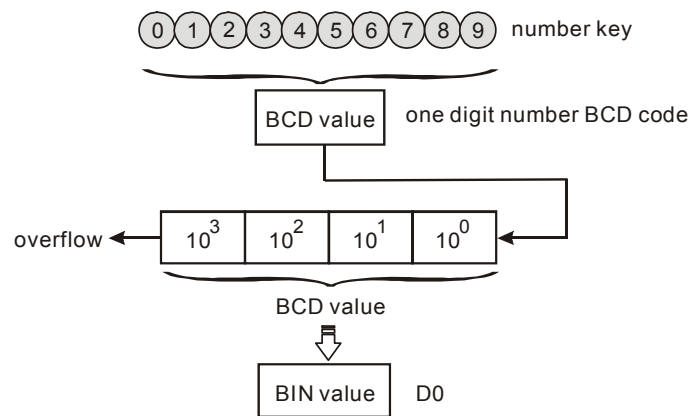 0 1 2 3 4 5 6 7 8 9 number key
BCD value one digit number BCD code
overflow 10³ 10² 10¹ 10⁰
BCD value
BIN value D0